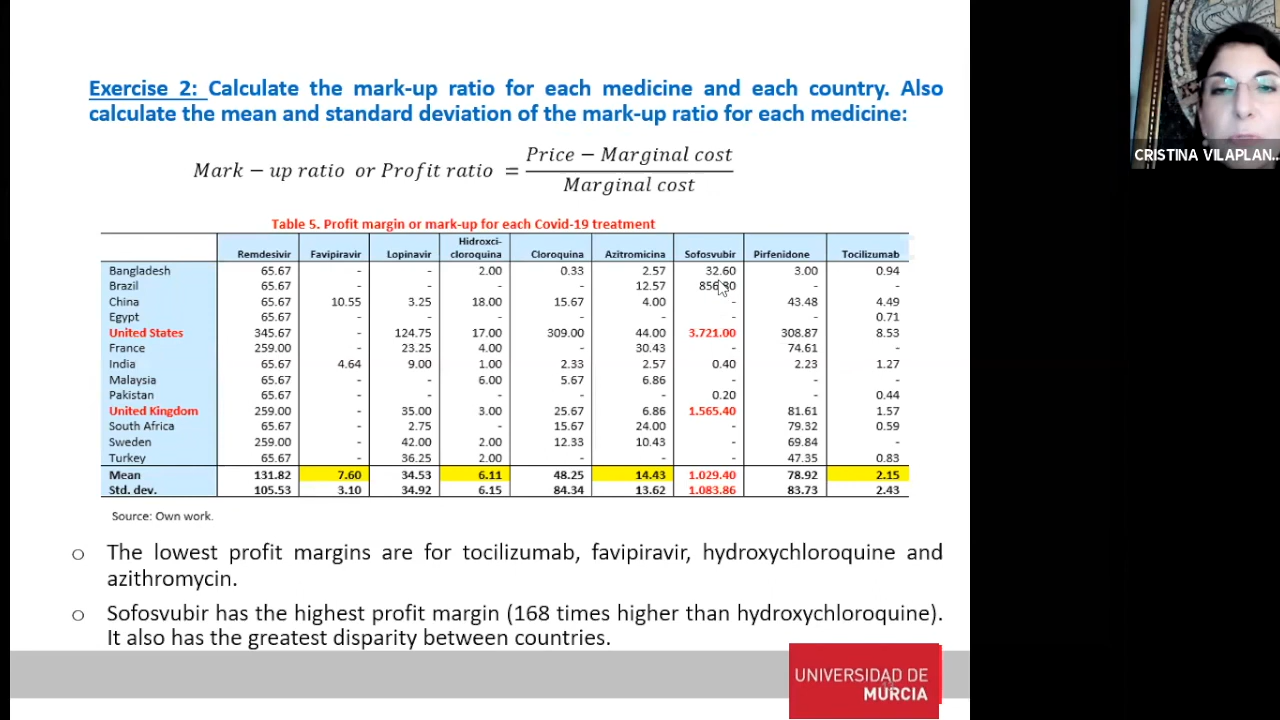 Exercise 2: Calculate the mark-up ratio for each medicine and each country. Also
calculate the mean and standard deviation of the mark-up ratio for each medicine:
Mark − up ratio or Profit ratio = Price − Marginal cost
Marginal cost
Table 5. Profit margin or mark-up for each Covid-19 treatment
Remdesivir Favipiravir Lopinavir Hidroxci-cloroquina Cloroquina Azitromicina Sofosvubir Pirfenidone Tocilizumab
Bangladesh 65.67 - - 2.00 0.33 2.57 32.60 3.00 0.94
Brazil 65.67 - - - - 12.57 - -
China 65.67 10.55 3.25 18.00 15.67 4.00 - 43.48 4.49
Egypt 65.67 - - - - - - - 0.71
United States 345.67 - 124.75 17.00 309.00 44.00 3.721.00 308.87 8.53
France 259.00 - 23.25 4.00 - 30.43 - 74.61 -
India 65.67 4.64 9.00 1.00 2.33 2.57 0.40 2.23 1.27
Malaysia 65.67 - - 6.00 5.67 6.86 - - -
Pakistan 65.67 - - - - - 0.20 - 0.44
United Kingdom 259.00 - 35.00 3.00 25.67 6.86 1.565.40 81.61 1.57
South Africa 65.67 - 2.75 - 15.67 24.00 - 79.32 0.59
Sweden 259.00 - 42.00 2.00 12.33 10.43 - 69.84 -
Turkey 65.67 - 36.25 2.00 - - - 47.35 0.83
Mean 131.82 7.60 34.53 6.11 48.25 14.43 1.029.40 78.92 2.15
Std. dev. 105.53 3.10 34.92 6.15 84.34 13.62 1.083.86 83.73 2.43
Source: Own work.
o The lowest profit margins are for tocilizumab, favipiravir, hydroxychloroquine and
azithromycin.
o Sofosvubir has the highest profit margin (168 times higher than hydroxychloroquine).
It also has the greatest disparity between countries.
UNIVERSIDAD DE
MURCIA
CRISTINA VILAPLAN...